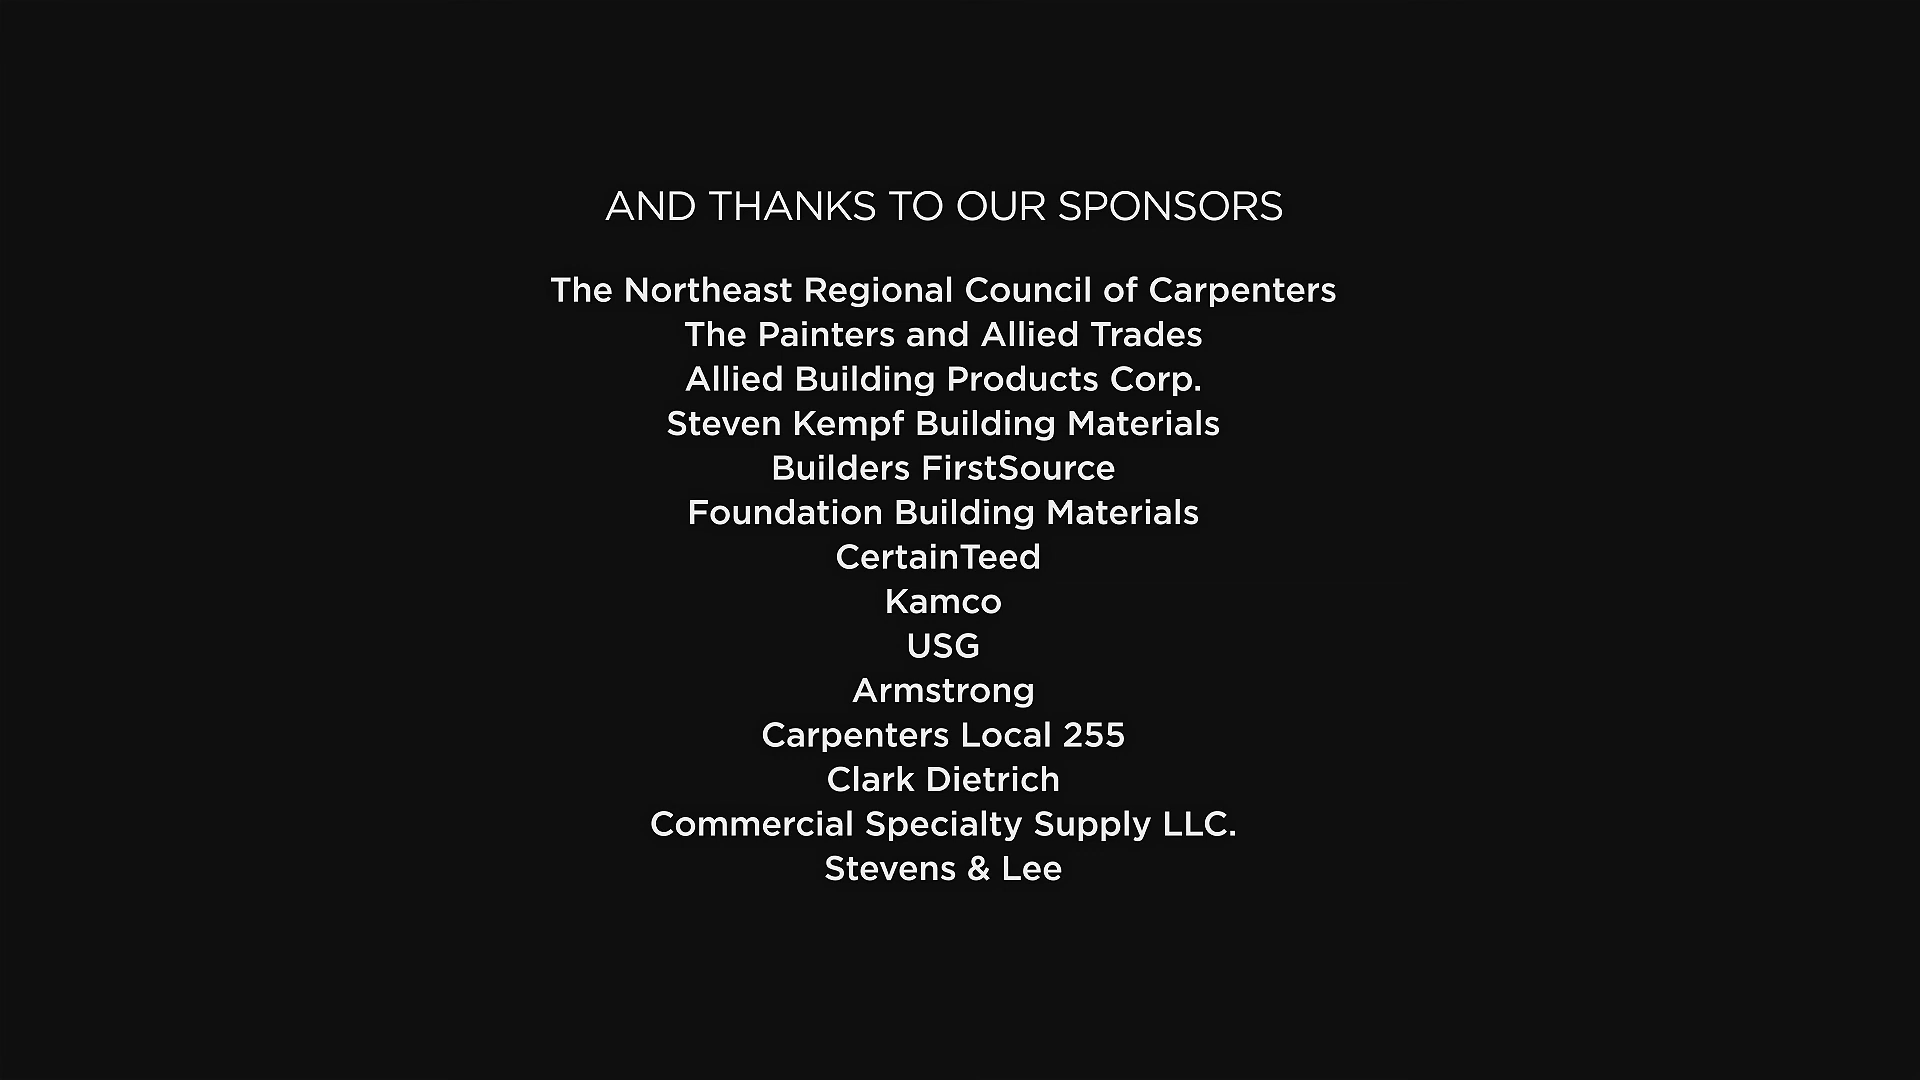 AND THANKS TO OUR SPONSORS
The Northeast Regional Council of Carpenters
The Painters and Allied Trades
Allied Building Products Corp.
Steven Kempf Building Materials
Builders FirstSource
Foundation Building Materials
CertainTeed
Kamco
USG
Armstrong
Carpenters Local 255
Clark Dietrich
Commercial Specialty Supply LLC.
Stevens & Lee